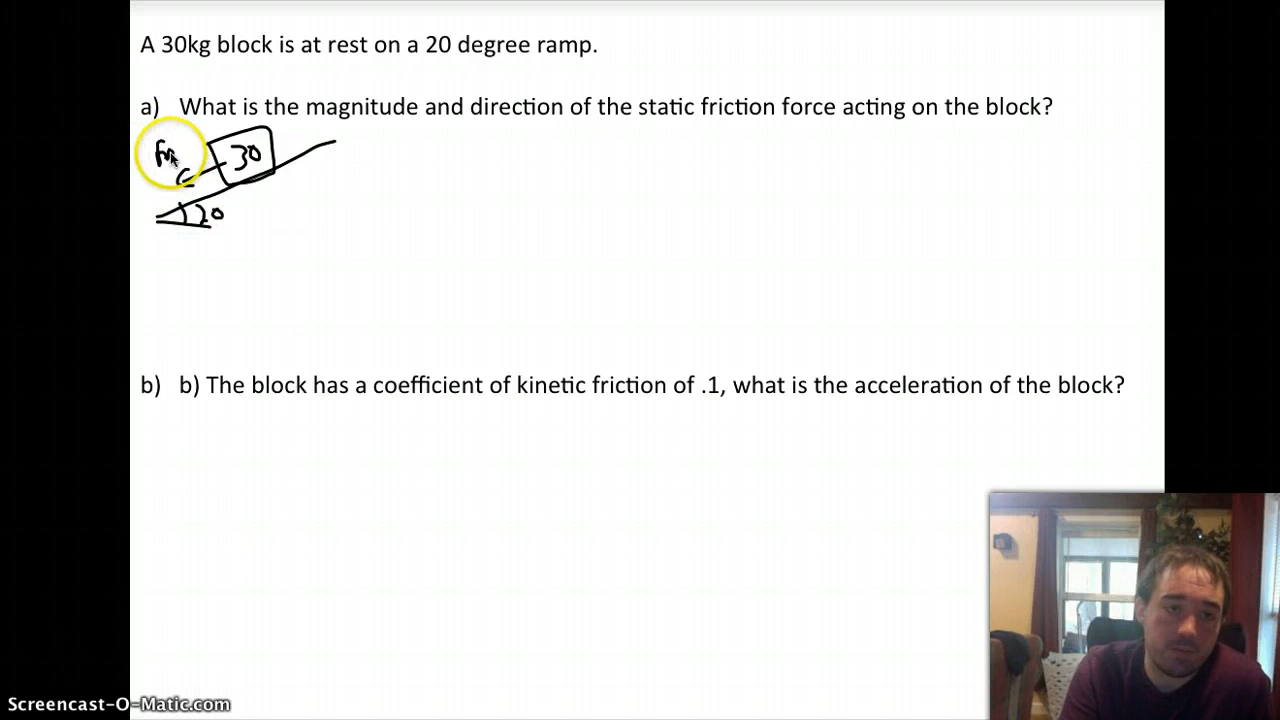 A 30kg block is at rest on a 20 degree ramp.
a) What is the magnitude and direction of the static friction force acting on the block?
30
20
b) b) The block has a coefficient of kinetic friction of .1, what is the acceleration of the block?
Screencast-O-Matic.com